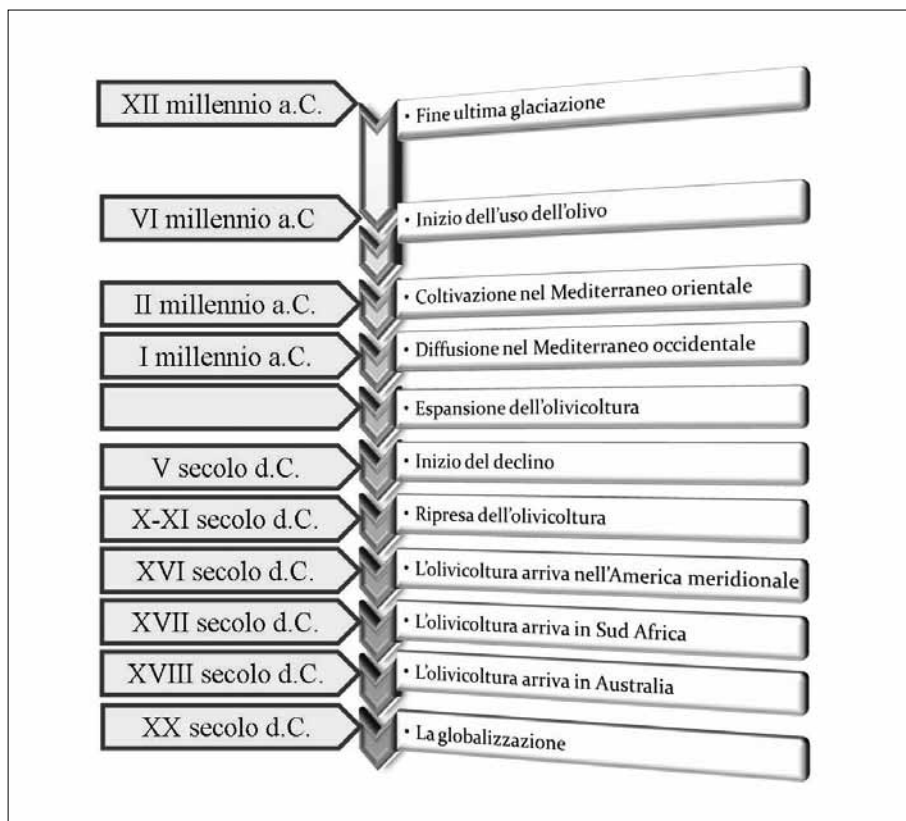 XII millennio a.C.
• Fine ultima glaciazione
VI millennio a.C
• Inizio dell'uso dell'olivo
II millennio a.C.
• Coltivazione nel Mediterraneo orientale
I millennio a.C.
• Diffusione nel Mediterraneo occidentale
• Espansione dell'olivicoltura
V secolo d.C.
• Inizio del declino
X-XI secolo d.C.
• Ripresa dell'olivicoltura
XVI secolo d.C.
• L'olivicoltura arriva nell'America meridionale
XVII secolo d.C.
• L'olivicoltura arriva in Sud Africa
XVIII secolo d.C.
• L'olivicoltura arriva in Australia
XX secolo d.C.
• La globalizzazione